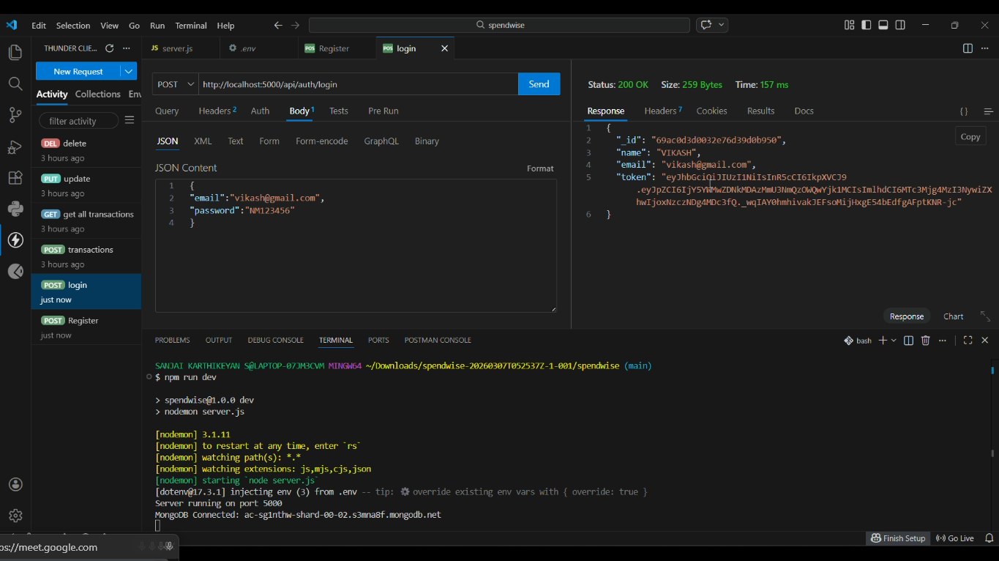 Edit Selection View Go Run Terminal Help
spendwise
THUNDER CLIE...
JS server.js
.env
POS Register
POS login
New Request
Activity Collections Env
filter activity
DEL delete
3 hours ago
PUT update
3 hours ago
GET get all transactions
3 hours ago
POST transactions
3 hours ago
POST login
just now
POST Register
just now
POST http://localhost:5000/api/auth/login Send
Query Headers 2 Auth Body 1 Tests Pre Run
JSON XML Text Form Form-encode GraphQL Binary
JSON Content Format
1 {
2 "email":"vikash@gmail.com",
3 "password":"NM123456"
4 }
Status: 200 OK Size: 259 Bytes Time: 157 ms
Response Headers 7 Cookies Results Docs { }
Copy
1 {
2 "_id": "69ac0d3d0032e76d39d0b950",
3 "name": "VIKASH",
4 "email": "vikash@gmail.com",
5 "token": "eyJhbGciOiJIUzI1NiIsInR5cCI6IkpXVCJ9
6 }
Response Chart
PROBLEMS OUTPUT DEBUG CONSOLE TERMINAL PORTS POSTMAN CONSOLE
bash
SANJAI KARTHIKEYAN S@LAPTOP-07JM3CVM MINGW64 ~/Downloads/spendwise-20260307T052537Z-1-001/spendwise (main)
$ npm run dev
> spendwise@1.0.0 dev
> nodemon server.js
[nodemon] 3.1.11
[nodemon] to restart at any time, enter `rs`
[nodemon] watching path(s): *.*
[nodemon] watching extensions: js,mjs,cjs,json
[nodemon] starting `node server.js`
[dotenv@17.3.1] injecting env (3) from .env -- tip: ⚙ override existing env vars with { override: true }
Server running on port 5000
MongoDB Connected: ac-sg1nthw-shard-00-02.s3mna8f.mongodb.net
Finish Setup Go Live
ps://meet.google.com